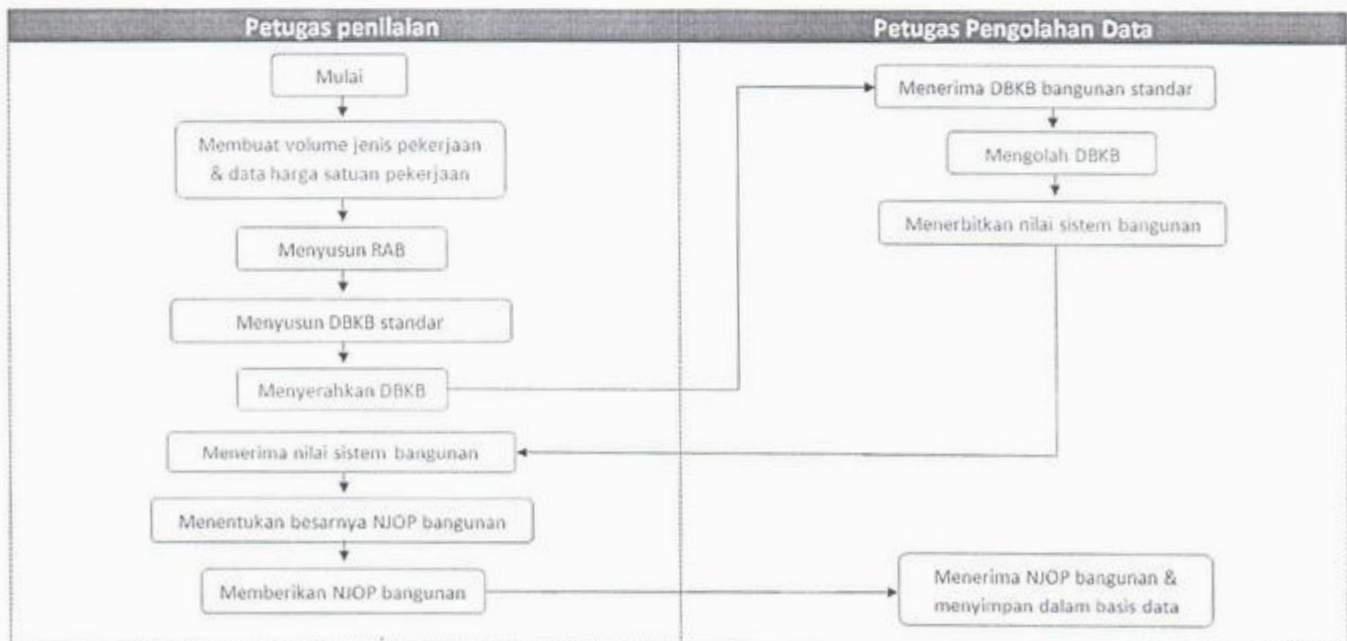 Petugas penilaian
Petugas Pengolahan Data
Mulai
Membuat volume jenis pekerjaan
& data harga satuan pekerjaan
Menyusun RAB
Menyusun DBKB standar
Menyerahkan DBKB
Menerima DBKB bangunan standar
Mengolah DBKB
Menerbitkan nilai sistem bangunan
Menerima nilai sistem bangunan
Menentukan besarnya NJOP bangunan
Memberikan NJOP bangunan
Menerima NJOP bangunan &
menyimpan dalam basis data